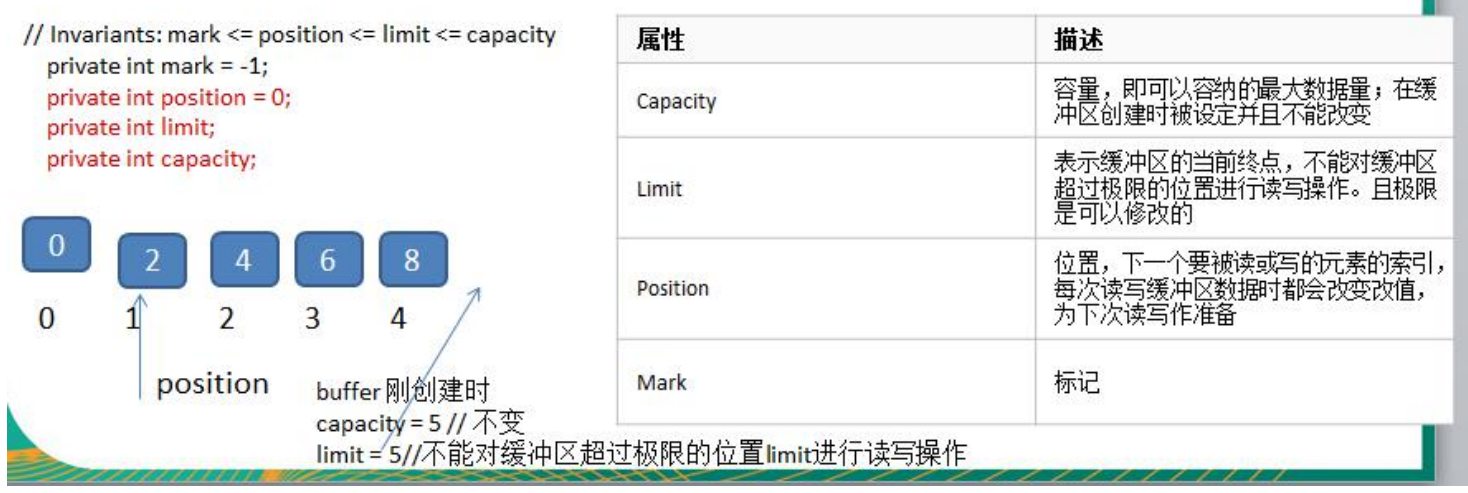 // Invariants: mark <= position <= limit <= capacity
private int mark = -1;
private int position = 0;
private int limit;
private int capacity;
0
2
4
6
8
0
1
2
3
4
position
buffer刚创建时
capacity = 5 // 不变
limit = 5//不能对缓冲区超过极限的位置limit进行读写操作
属性
描述
Capacity
容量，即可以容纳的最大数据量；在缓
冲区创建时被设定并且不能改变
Limit
表示缓冲区的当前终点，不能对缓冲区
超过极限的位置进行读写操作。且极限
是可以修改的
Position
位置，下一个要被读或写的元素的索引，
每次读写缓冲区数据时都会改变改值，
为下次读写作准备
Mark
标记